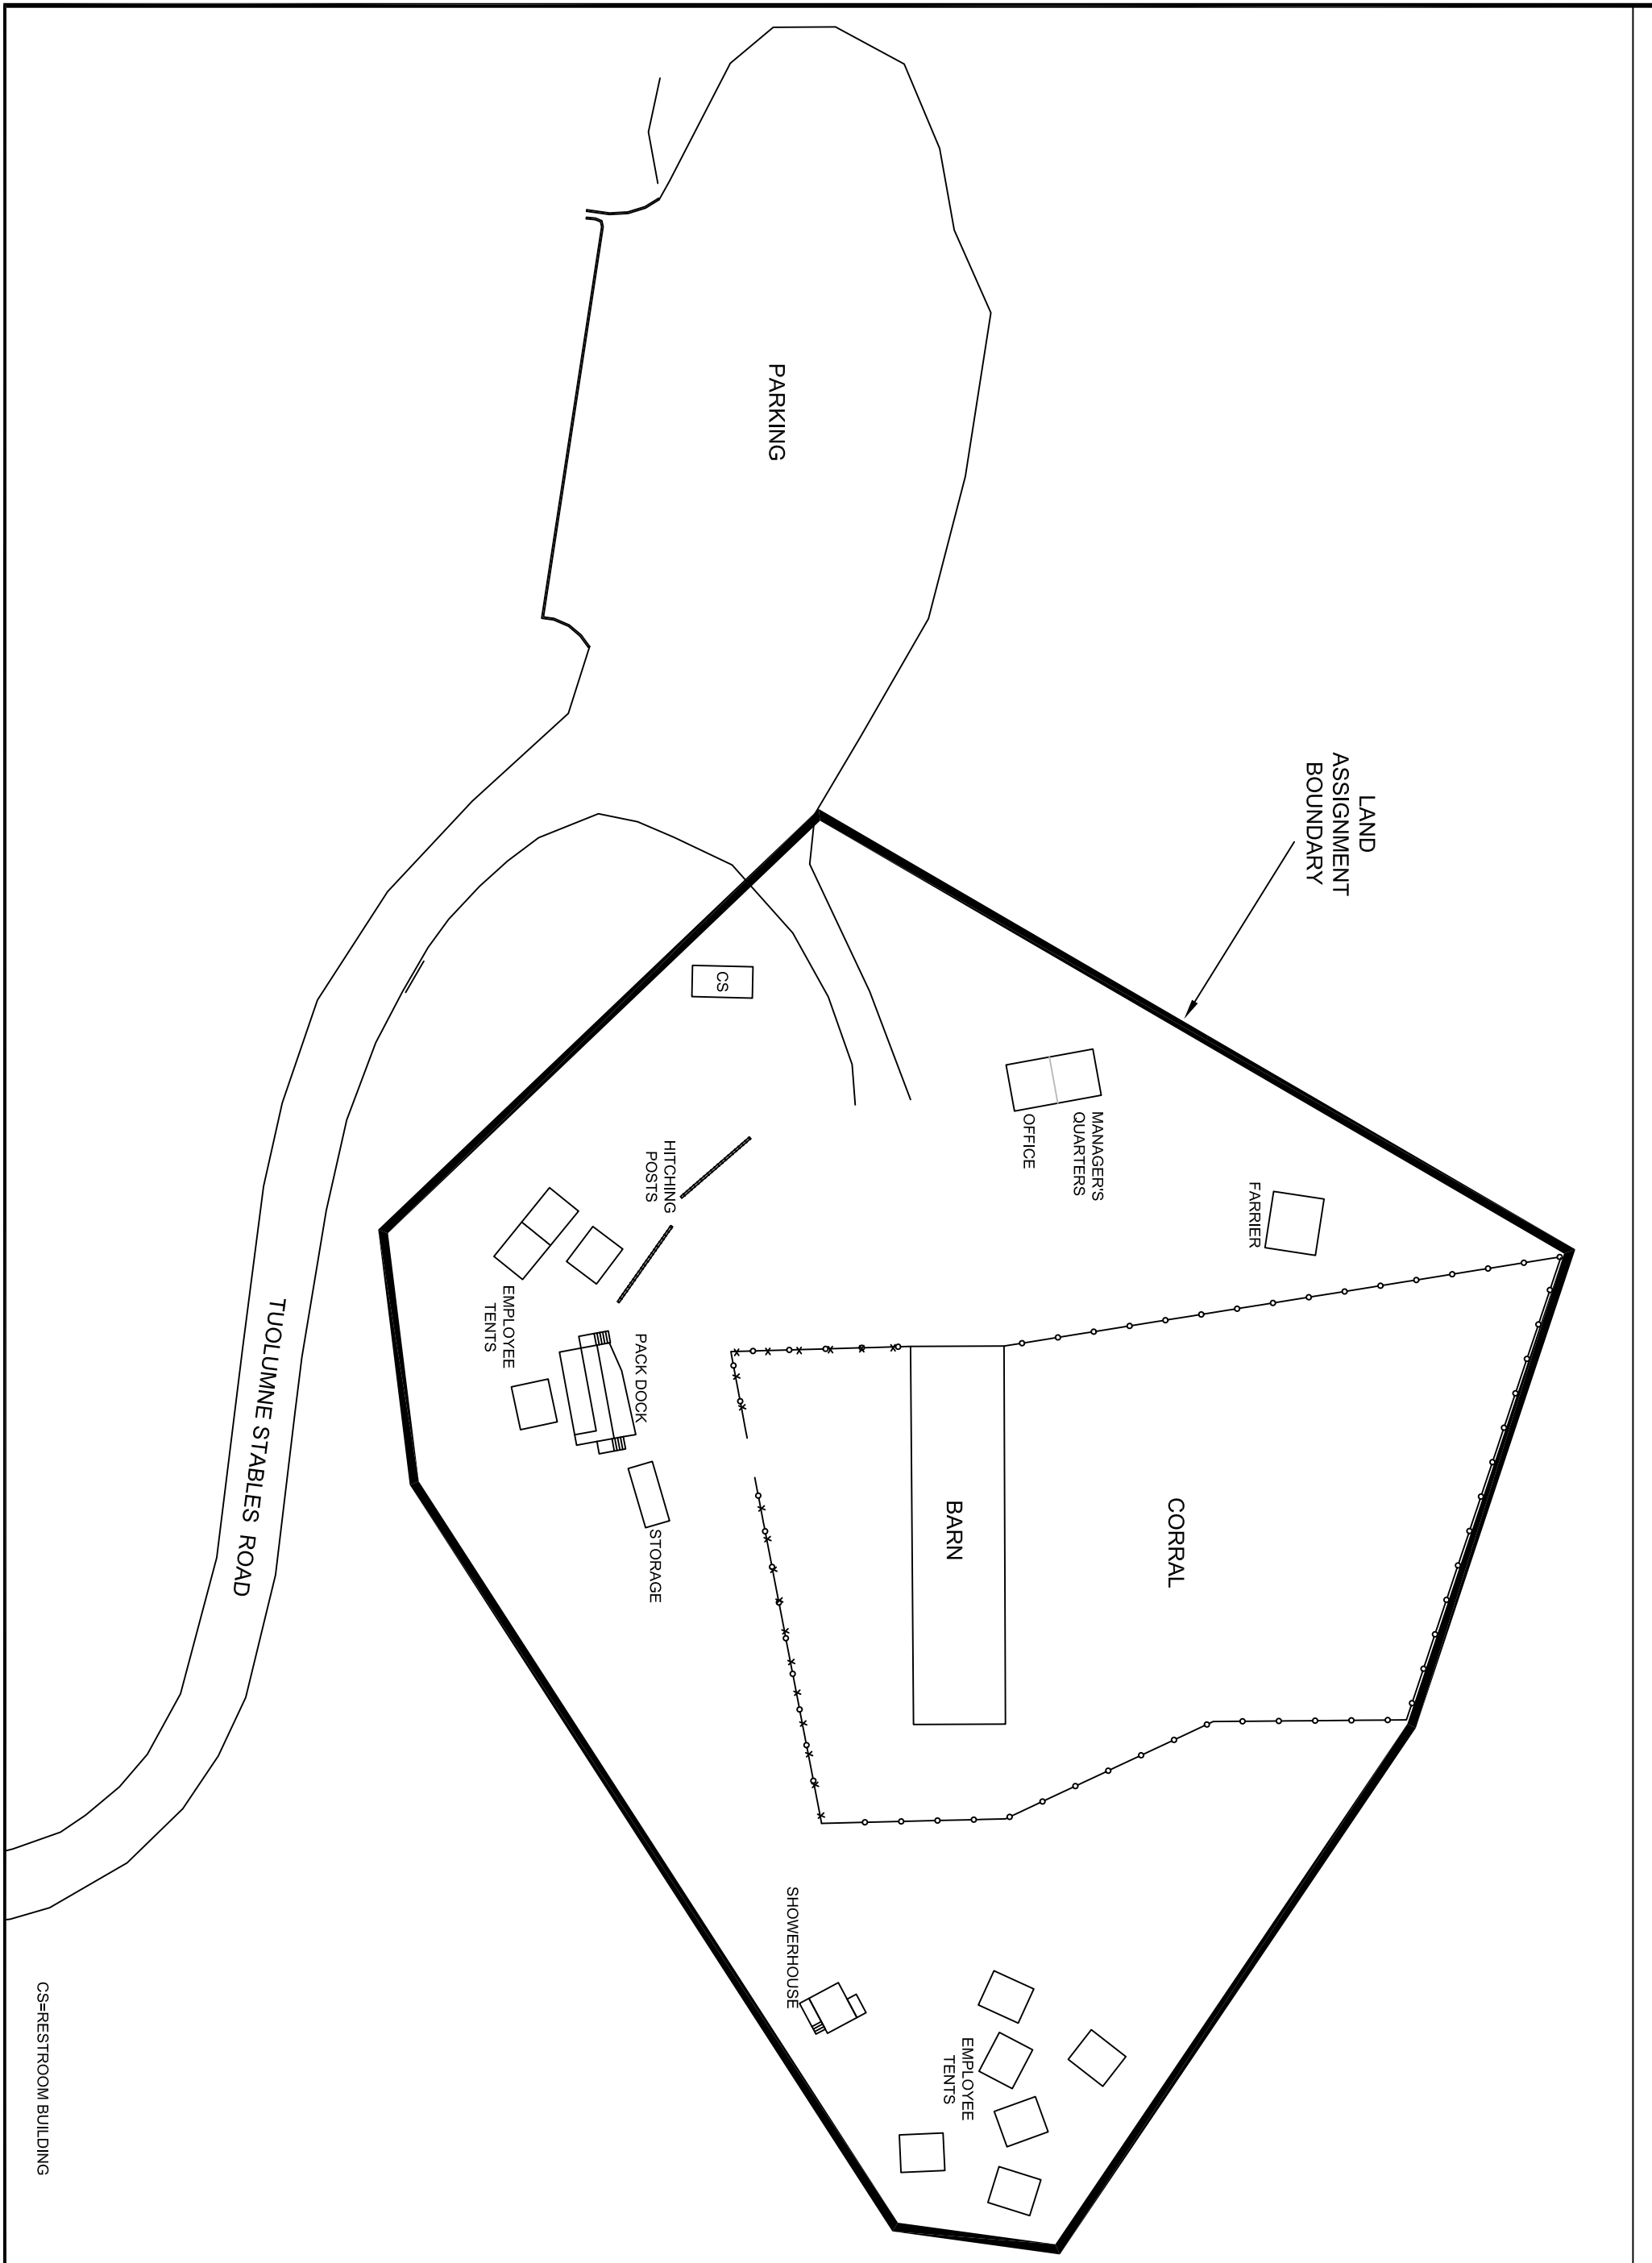 PARKING
LAND
ASSIGNMENT
BOUNDARY
CS
MANAGER'S
QUARTERS
OFFICE
FARRIER
HITCHING
POSTS
EMPLOYEE
TENTS
PACK DOCK
STORAGE
BARN
CORRAL
TUOLUMNE STABLES ROAD
SHOWERHOUSE
EMPLOYEE
TENTS
CS=RESTROOM BUILDING